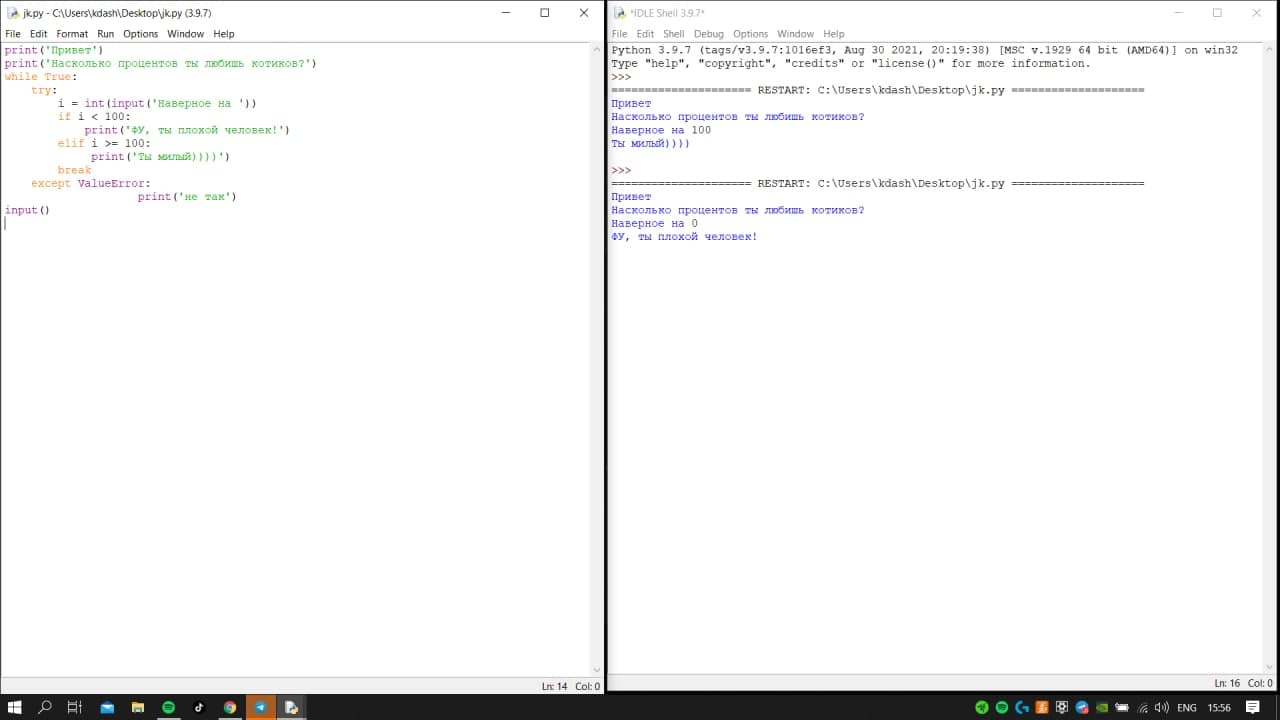 jk.py - C:\Users\kdash\Desktop\jk.py (3.9.7)
File Edit Format Run Options Window Help
print('Привет')
print('Насколько процентов ты любишь котиков?')
while True:
    try:
        i = int(input('Наверное на '))
        if i < 100:
            print('ФУ, ты плохой человек!')
        elif i >= 100:
             print('Ты милый))))')
        break
    except ValueError:
                    print('не так')
input()
Ln: 14 Col: 0
*IDLE Shell 3.9.7*
File Edit Shell Debug Options Window Help
Python 3.9.7 (tags/v3.9.7:1016ef3, Aug 30 2021, 20:19:38) [MSC v.1929 64 bit (AMD64)] on win32
Type "help", "copyright", "credits" or "license()" for more information.
>>>
===================== RESTART: C:\Users\kdash\Desktop\jk.py ====================
Привет
Насколько процентов ты любишь котиков?
Наверное на 100
Ты милый))))
>>>
===================== RESTART: C:\Users\kdash\Desktop\jk.py ====================
Привет
Насколько процентов ты любишь котиков?
Наверное на 0
ФУ, ты плохой человек!
Ln: 16 Col: 0
ENG 15:56